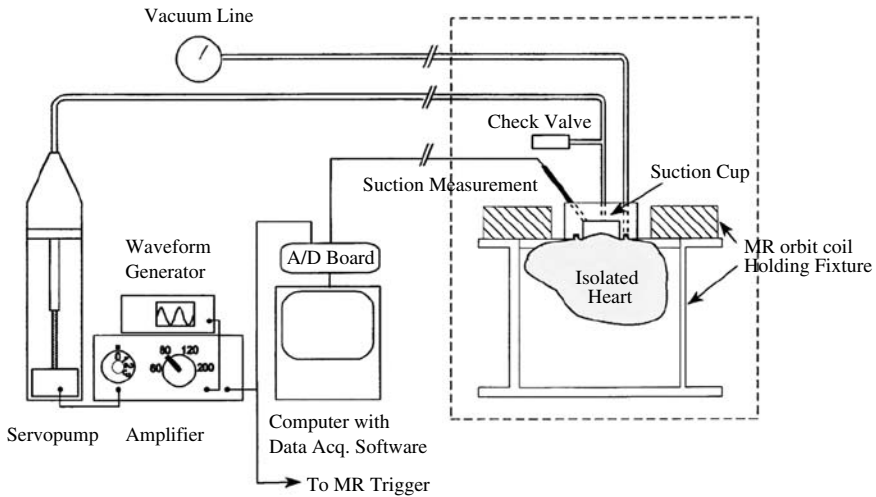 Vacuum Line
Check Valve
Suction Measurement
Suction Cup
Waveform
Generator
A/D Board
MR orbit coil
Holding Fixture
Isolated
Heart
80 120
60 200
0
Servopump
Amplifier
Computer with
Data Acq. Software
To MR Trigger